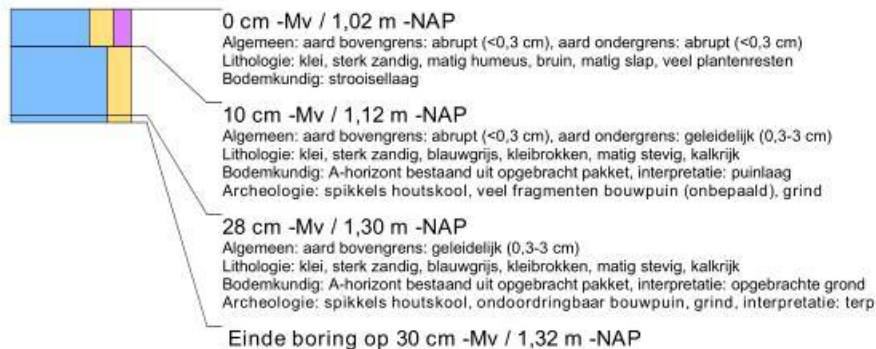 0 cm -Mv / 1,02 m -NAP
Algemeen: aard bovengrens: abrupt (<0,3 cm), aard ondergrens: abrupt (<0,3 cm)
Lithologie: klei, sterk zandig, matig humeus, bruin, matig slap, veel plantenresten
Bodemkundig: strooisellaag
10 cm -Mv / 1,12 m -NAP
Algemeen: aard bovengrens: abrupt (<0,3 cm), aard ondergrens: geleidelijk (0,3-3 cm)
Lithologie: klei, sterk zandig, blauwgrijs, kleibrokken, matig stevig, kalkrijk
Bodemkundig: A-horizont bestaand uit opgebracht pakket, interpretatie: puinlaag
Archeologie: spikkels houtskool, veel fragmenten bouwpuin (onbepaald), grind
28 cm -Mv / 1,30 m -NAP
Algemeen: aard bovengrens: geleidelijk (0,3-3 cm)
Lithologie: klei, sterk zandig, blauwgrijs, kleibrokken, matig stevig, kalkrijk
Bodemkundig: A-horizont bestaand uit opgebracht pakket, interpretatie: opgebrachte grond
Archeologie: spikkels houtskool, ondoordringbaar bouwpuin, grind, interpretatie: terp
Einde boring op 30 cm -Mv / 1,32 m -NAP